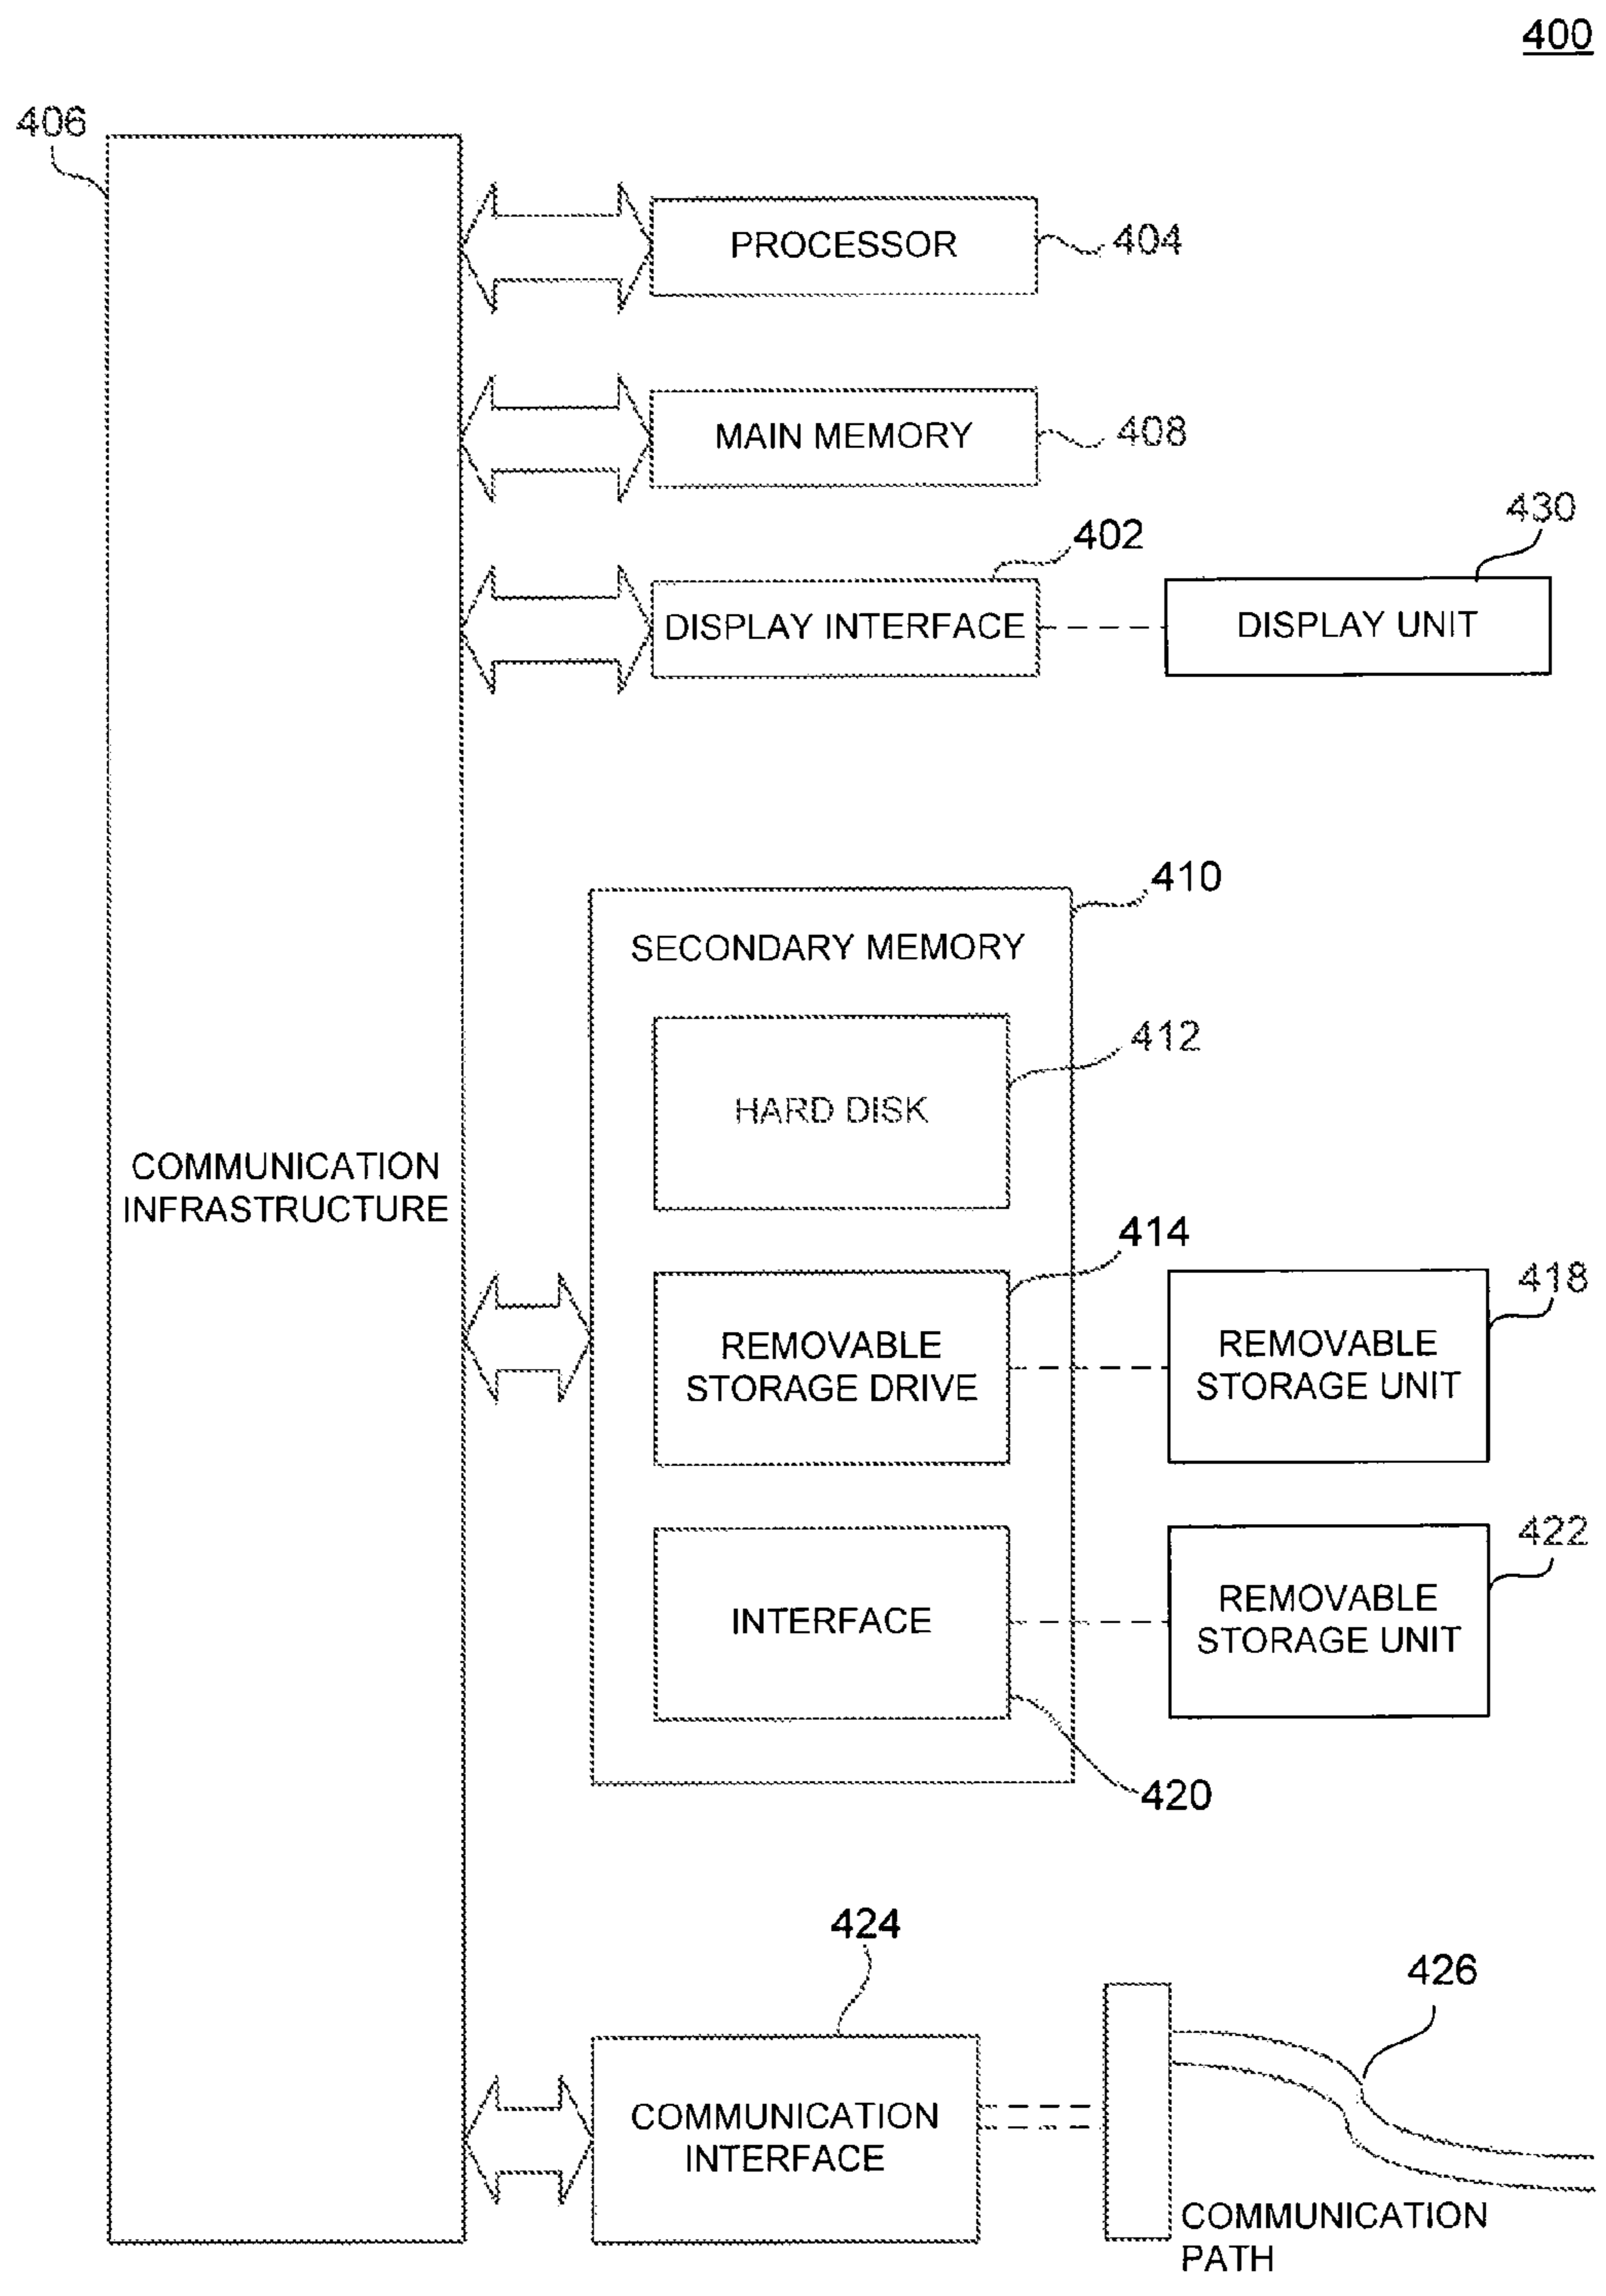 400
406
PROCESSOR
404
MAIN MEMORY
408
402
430
DISPLAY INTERFACE
DISPLAY UNIT
410
SECONDARY MEMORY
412
HARD DISK
COMMUNICATION
INFRASTRUCTURE
414
418
REMOVABLE
STORAGE DRIVE
REMOVABLE
STORAGE UNIT
422
INTERFACE
REMOVABLE
STORAGE UNIT
420
424
426
COMMUNICATION
INTERFACE
COMMUNICATION
PATH